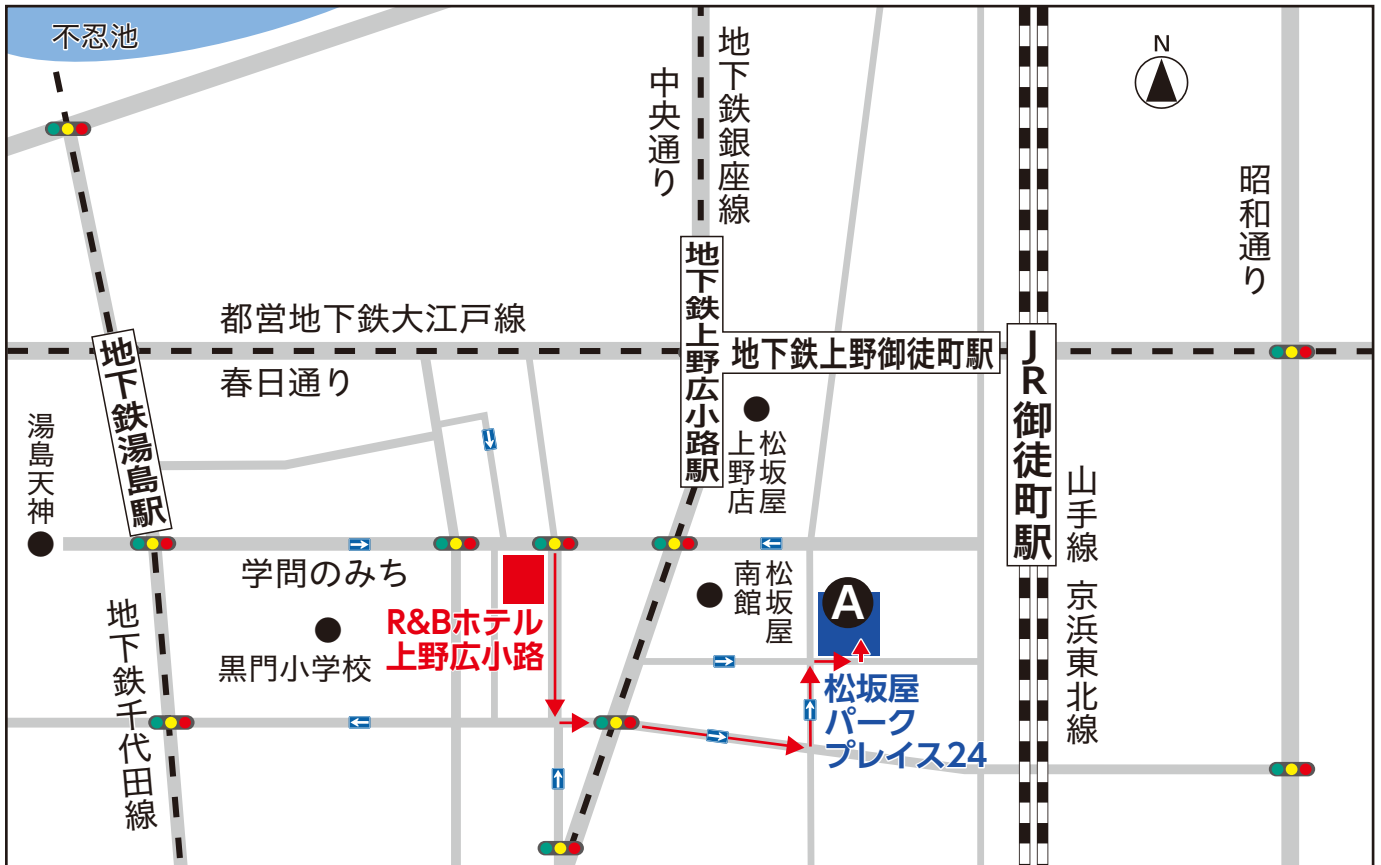 不忍池
N
中央通り
地下鉄銀座線
昭和通り
都営地下鉄大江戸線
春日通り
地下鉄湯島駅
地下鉄上野広小路駅
地下鉄上野御徒町駅
JR御徒町駅
湯島天神
松坂屋
上野店
山手線 京浜東北線
学問のみち
松坂屋
南館
A
R&Bホテル
上野広小路
黒門小学校
地下鉄千代田線
松坂屋
パーク
プレイス24